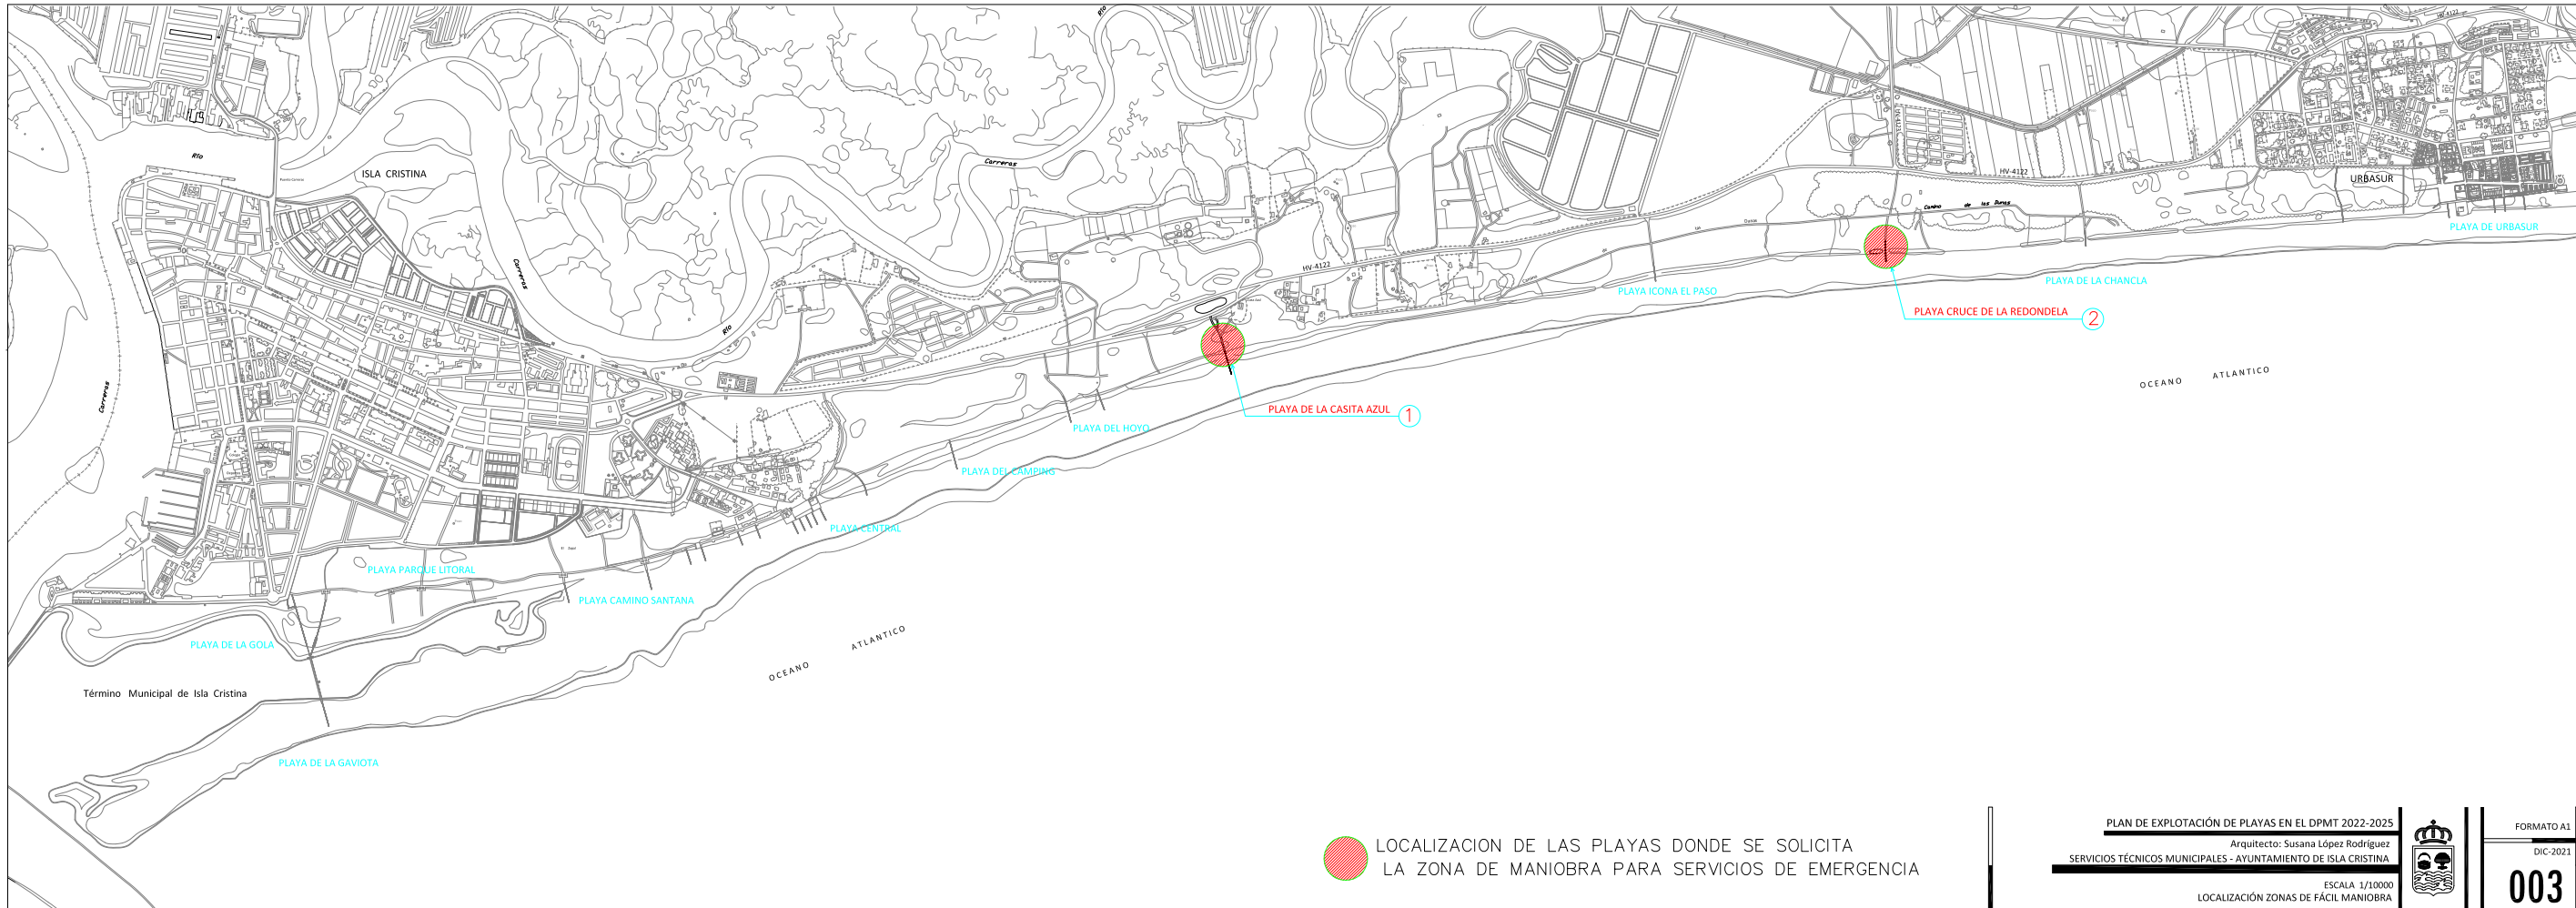 Río
ISLA CRISTINA
Carreras
Río
Carreras
Carreras
Río
HV-4122
HV-4122
HV-4122
Camino de las Dunas
URBASUR
PLAYA DE URBASUR
PLAYA DE LA CHANCLA
PLAYA ICONA EL PASO
PLAYA CRUCE DE LA REDONDELA
2
OCEANO ATLANTICO
PLAYA DE LA CASITA AZUL
1
PLAYA DEL HOYO
PLAYA DEL CAMPING
PLAYA CENTRAL
PLAYA PARQUE LITORAL
PLAYA CAMINO SANTANA
PLAYA DE LA GOLA
OCEANO ATLANTICO
Término Municipal de Isla Cristina
PLAYA DE LA GAVIOTA
LOCALIZACION DE LAS PLAYAS DONDE SE SOLICITA
LA ZONA DE MANIOBRA PARA SERVICIOS DE EMERGENCIA
PLAN DE EXPLOTACIÓN DE PLAYAS EN EL DPMT 2022-2025
Arquitecto: Susana López Rodríguez
SERVICIOS TÉCNICOS MUNICIPALES - AYUNTAMIENTO DE ISLA CRISTINA
ESCALA 1/10000
LOCALIZACIÓN ZONAS DE FÁCIL MANIOBRA
FORMATO A1
DIC-2021
003